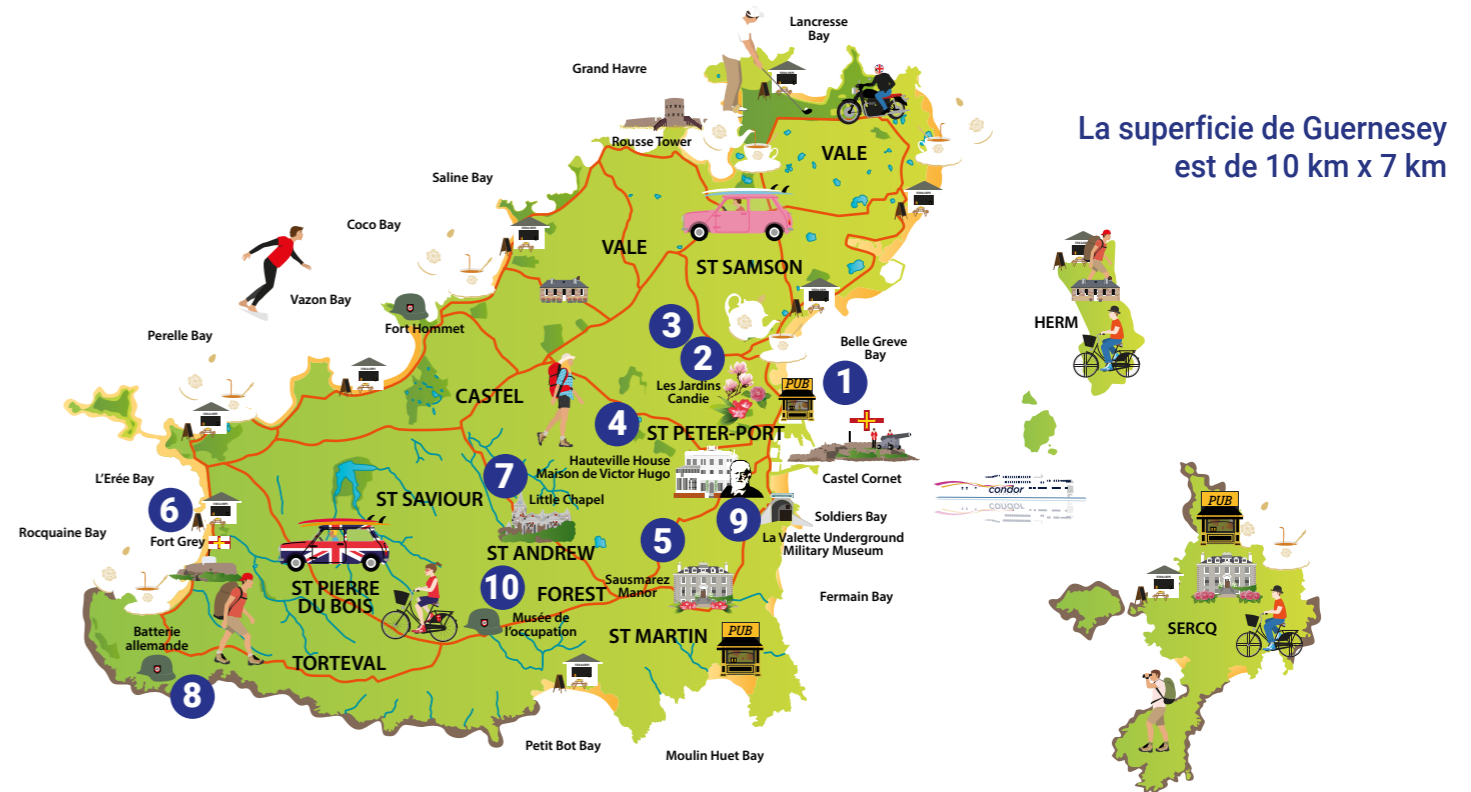 Lancresse
Bay
Grand Havre
Rousse Tower
VALE
La superficie de Guernesey
est de 10 km x 7 km
Saline Bay
Coco Bay
VALE
ST SAMSON
Vazon Bay
Fort Hommet
Perelle Bay
HERM
3
2
Belle Greve
Bay
1
Les Jardins
Candie
PUB
CASTEL
4
ST PETER-PORT
Hauteville House
Maison de Victor Hugo
Castel Cornet
L'Erée Bay
7
ST SAVIOUR
Little Chapel
condor
6
9
Soldiers Bay
PUB
Rocquaine Bay
Fort Grey
5
La Valette Underground
Military Museum
ST ANDREW
ST PIERRE
DU BOIS
10
FOREST
Sausmarez
Manor
Fermain Bay
Musée de
l'occupation
Batterie
allemande
ST MARTIN
PUB
SERCQ
TORTEVAL
8
Petit Bot Bay
Moulin Huet Bay